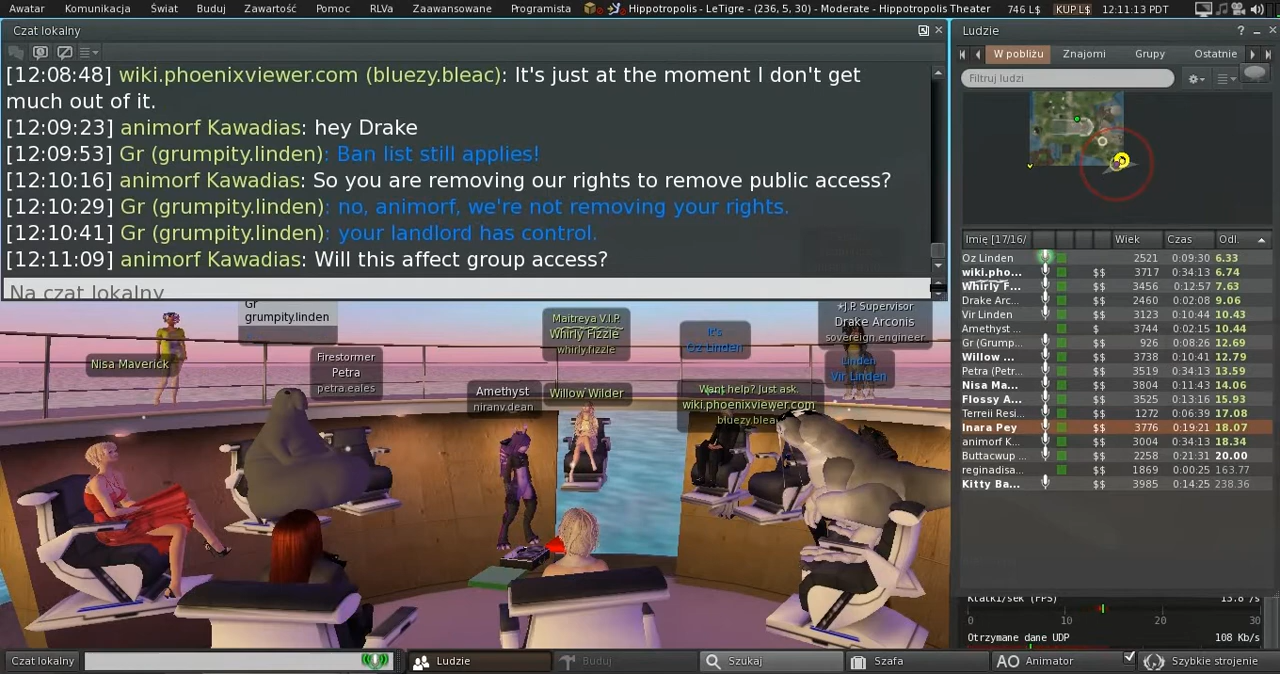 Awatar Komunikacja Świat Buduj Zawartość Pomoc RLVa Zaawansowane Programista Hippotropolis - LeTigre - (236, 5, 30) - Moderate - Hippotropolis Theater 746 L$ KUP L$ 12:11:13 PDT
Czat lokalny
[12:08:48] wiki.phoenixviewer.com (bluezy.bleac): It's just at the moment I don't get
much out of it.
[12:09:23] animorf Kawadias: hey Drake
[12:09:53] Gr (grumpity.linden): Ban list still applies!
[12:10:16] animorf Kawadias: So you are removing our rights to remove public access?
[12:10:29] Gr (grumpity.linden): no, animorf, we're not removing your rights.
[12:10:41] Gr (grumpity.linden): your landlord has control.
[12:11:09] animorf Kawadias: Will this affect group access?
Na czat lokalny
Ludzie
W pobliżu Znajomi Grupy Ostatnie
Filtruj ludzi
Imię [17/16/ Wiek Czas Odl.
Oz Linden 2521 0:09:30 6.33
wiki.pho... $$ 3717 0:34:13 6.74
Whirly F... $$ 3456 0:12:57 7.63
Drake Arc... $$ 2460 0:02:08 9.06
Vir Linden $$ 3123 0:10:44 10.43
Amethyst ... $$ 3744 0:02:15 10.44
Gr (Grump... $$ 926 0:08:26 12.69
Willow ... $$ 3738 0:10:41 12.79
Petra (Petr... $$ 3519 0:34:13 13.59
Nisa Ma... $$ 3804 0:11:43 14.06
Flossy A... $$ 3525 0:13:16 15.93
Terreii Resi... $$ 1272 0:06:39 17.08
Inara Pey $$ 3776 0:19:21 18.07
animorf K... $$ 3004 0:34:13 18.34
Buttacwup ... $$ 2258 0:21:31 20.00
reginadisa... $$ 1869 0:00:25 163.77
Kitty Ba... $$ 3985 0:14:25 238.36
Klatki/sek (FPS) 13.8 /s
0 10 20 30
Otrzymane dane UDP 108 Kb/s
Gr
grumpity.linden
Nisa Maverick
Firestormer
Petra
petra.eales
Maitreya V.I.P.
Whirly Fizzle
whirly.fizzle
Amethyst
nirany.dean
Willow Wilder
It's
Oz Linden
J.P. Supervisor
Drake Arconis
sovereign.engineer
Linden
Vir Linden
Want help? Just ask.
wiki.phoenixviewer.com
bluezy.bleac
Czat lokalny Ludzie Buduj Szukaj Szafa AO Animator Szybkie strojenie